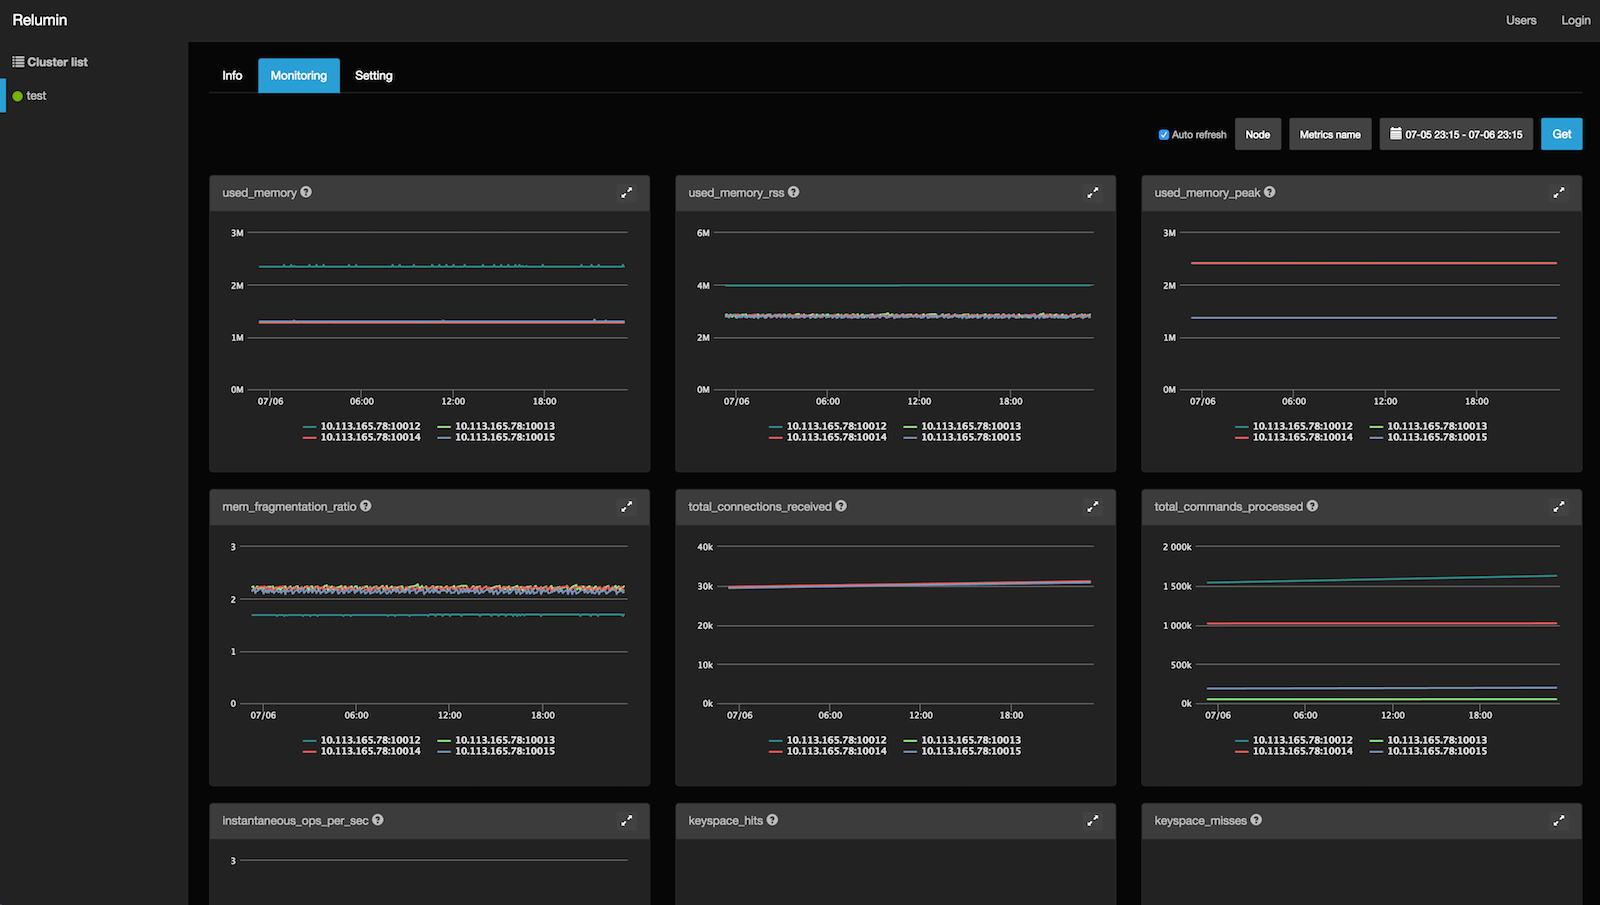 Relumin
Users Login
Cluster list
test
Info Monitoring Setting
Auto refresh Node Metrics name 07-05 23:15 - 07-06 23:15 Get
used_memory
3M
2M
1M
0M
07/06 06:00 12:00 18:00
10.113.165.78:10012 10.113.165.78:10013
10.113.165.78:10014 10.113.165.78:10015
used_memory_rss
6M
4M
2M
0M
07/06 06:00 12:00 18:00
10.113.165.78:10012 10.113.165.78:10013
10.113.165.78:10014 10.113.165.78:10015
used_memory_peak
3M
2M
1M
0M
07/06 06:00 12:00 18:00
10.113.165.78:10012 10.113.165.78:10013
10.113.165.78:10014 10.113.165.78:10015
mem_fragmentation_ratio
3
2
1
0
07/06 06:00 12:00 18:00
10.113.165.78:10012 10.113.165.78:10013
10.113.165.78:10014 10.113.165.78:10015
total_connections_received
40k
30k
20k
10k
0k
07/06 06:00 12:00 18:00
10.113.165.78:10012 10.113.165.78:10013
10.113.165.78:10014 10.113.165.78:10015
total_commands_processed
2 000k
1 500k
1 000k
500k
0k
07/06 06:00 12:00 18:00
10.113.165.78:10012 10.113.165.78:10013
10.113.165.78:10014 10.113.165.78:10015
instantaneous_ops_per_sec
3
keyspace_hits
keyspace_misses